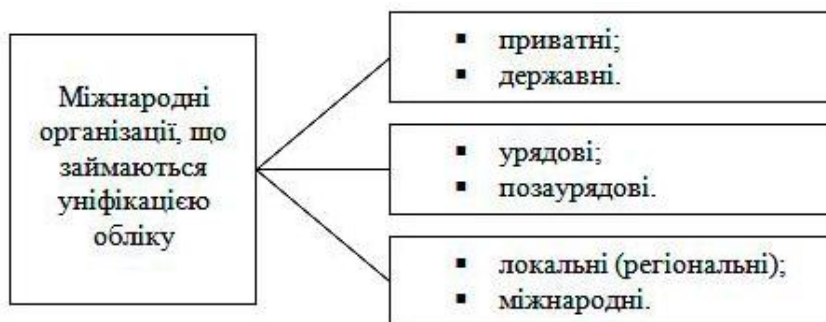 Міжнародні
організації, що
займаються
уніфікацією
обліку
▪ приватні;
▪ державні.
▪ урядові;
▪ позаурядові.
▪ локальні (регіональні);
▪ міжнародні.